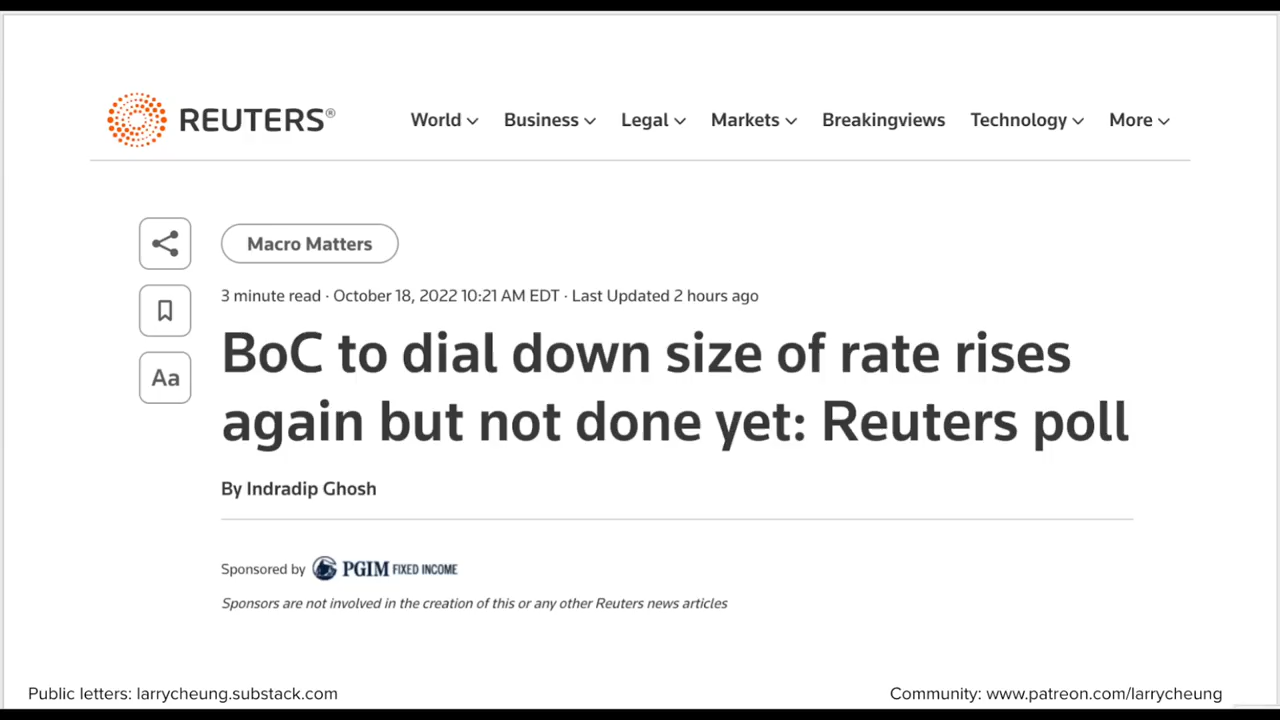 REUTERS®
World Business Legal Markets Breakingviews Technology More
Macro Matters
3 minute read · October 18, 2022 10:21 AM EDT · Last Updated 2 hours ago
BoC to dial down size of rate rises
again but not done yet: Reuters poll
Aa
By Indradip Ghosh
Sponsored by PGIM FIXED INCOME
Sponsors are not involved in the creation of this or any other Reuters news articles
Public letters: larrycheung.substack.com
Community: www.patreon.com/larrycheung